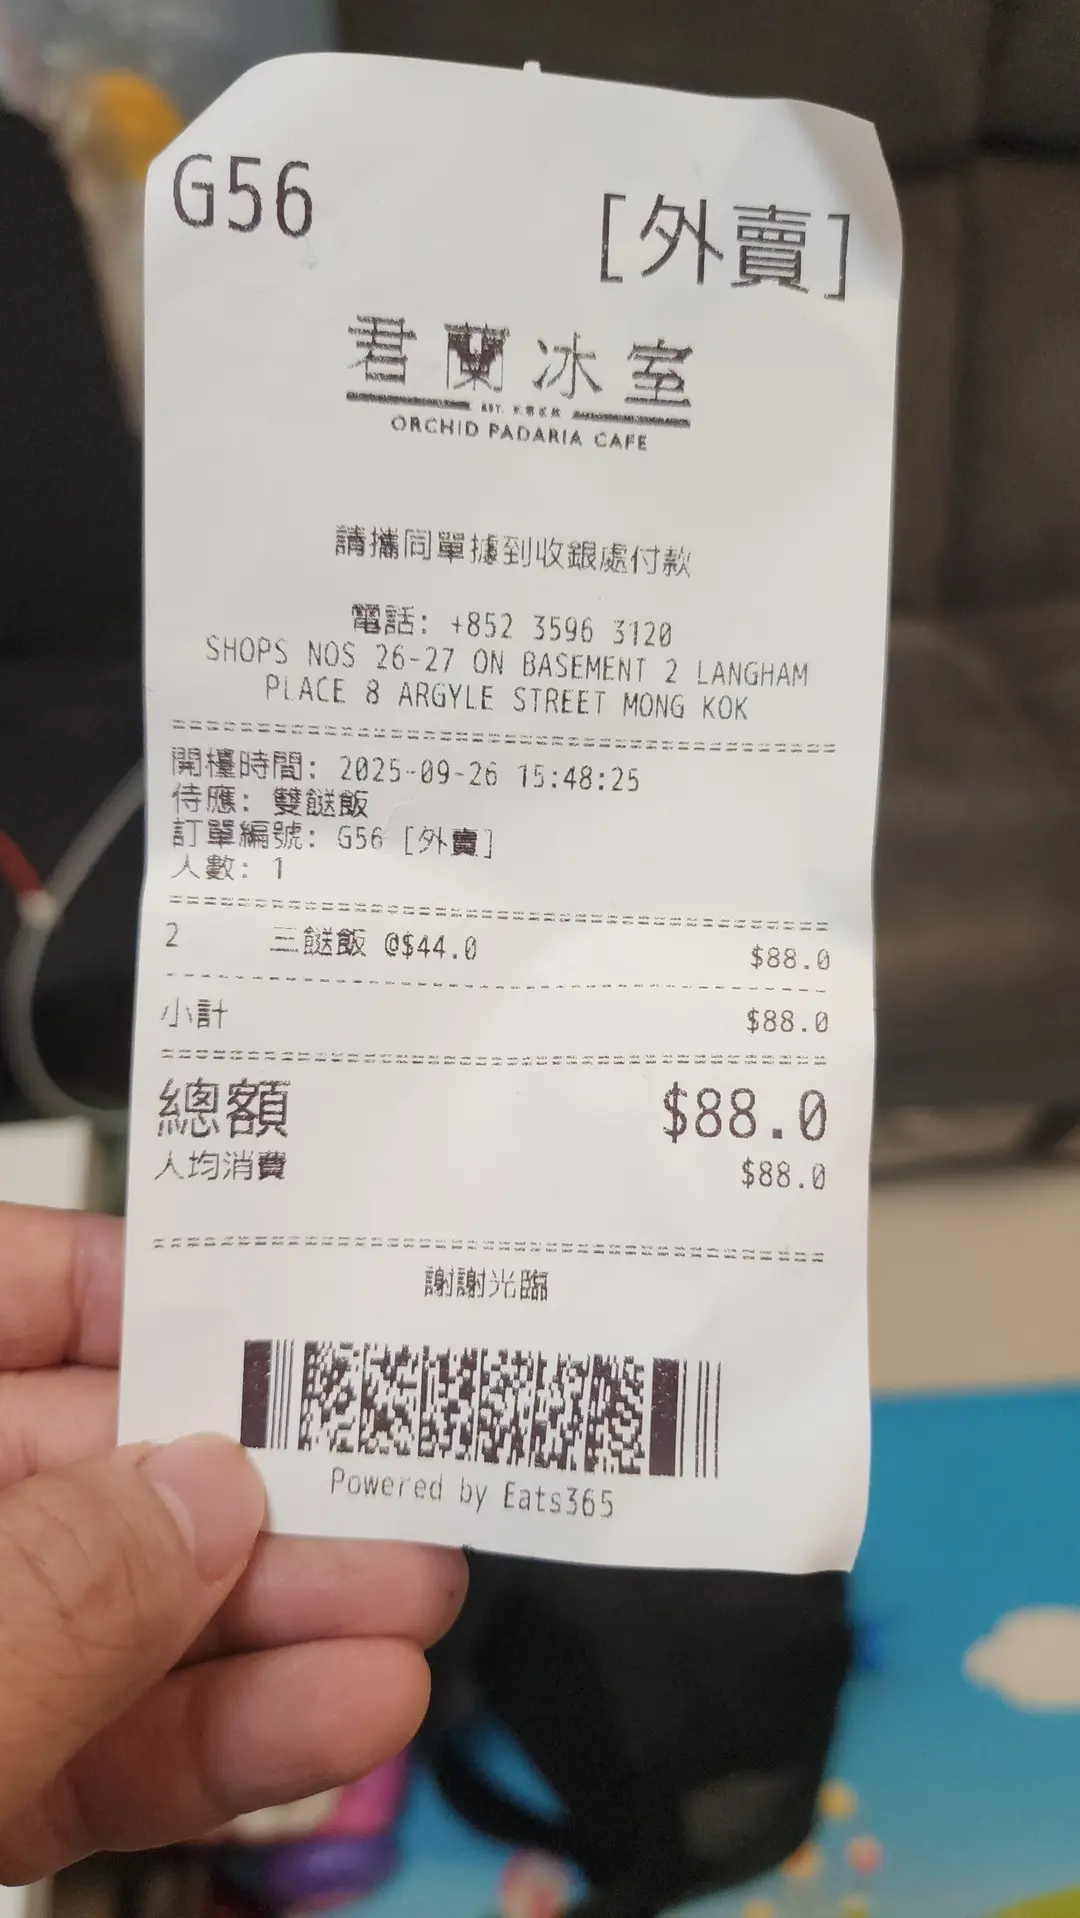 G56
[外賣]
君蘭冰室
EST.
ORCHID PADARIA CAFE
請攜同單據到收銀處付款
電話: +852 3596 3120
SHOPS NOS 26-27 ON BASEMENT 2 LANGHAM
PLACE 8 ARGYLE STREET MONG KOK
開檯時間: 2025-09-26 15:48:25
侍應: 雙餸飯
訂單編號: G56 [外賣]
人數: 1
2 三餸飯 @$44.0 $88.0
小計 $88.0
總額 $88.0
人均消費 $88.0
謝謝光臨
Powered by Eats365